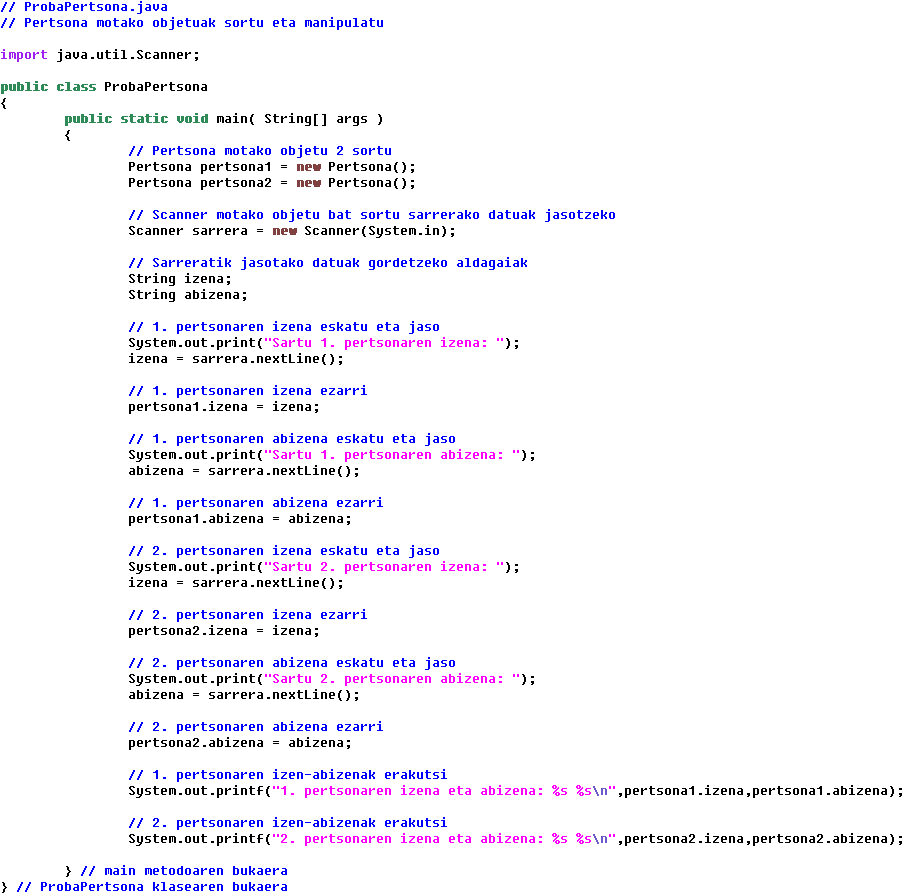 // ProbaPertsona.java
// Pertsona motako objetuak sortu eta manipulatu
import java.util.Scanner;
public class ProbaPertsona
{
public static void main( String[] args )
{
// Pertsona motako objetu 2 sortu
Pertsona pertsona1 = new Pertsona();
Pertsona pertsona2 = new Pertsona();
// Scanner motako objetu bat sortu sarrerako datuak jasotzeko
Scanner sarrera = new Scanner(System.in);
// Sarreratik jasotako datuak gordetzeko aldagaiak
String izena;
String abizena;
// 1. pertsonaren izena eskatu eta jaso
System.out.print("Sartu 1. pertsonaren izena: ");
izena = sarrera.nextLine();
// 1. pertsonaren izena ezarri
pertsona1.izena = izena;
// 1. pertsonaren abizena eskatu eta jaso
System.out.print("Sartu 1. pertsonaren abizena: ");
abizena = sarrera.nextLine();
// 1. pertsonaren abizena ezarri
pertsona1.abizena = abizena;
// 2. pertsonaren izena eskatu eta jaso
System.out.print("Sartu 2. pertsonaren izena: ");
izena = sarrera.nextLine();
// 2. pertsonaren izena ezarri
pertsona2.izena = izena;
// 2. pertsonaren abizena eskatu eta jaso
System.out.print("Sartu 2. pertsonaren abizena: ");
abizena = sarrera.nextLine();
// 2. pertsonaren abizena ezarri
pertsona2.abizena = abizena;
// 1. pertsonaren izen-abizenak erakutsi
System.out.printf("1. pertsonaren izena eta abizena: %s %s\n",pertsona1.izena,pertsona1.abizena);
// 2. pertsonaren izen-abizenak erakutsi
System.out.printf("2. pertsonaren izena eta abizena: %s %s\n",pertsona2.izena,pertsona2.abizena);
} // main metodoaren bukaera
} // ProbaPertsona klasearen bukaera